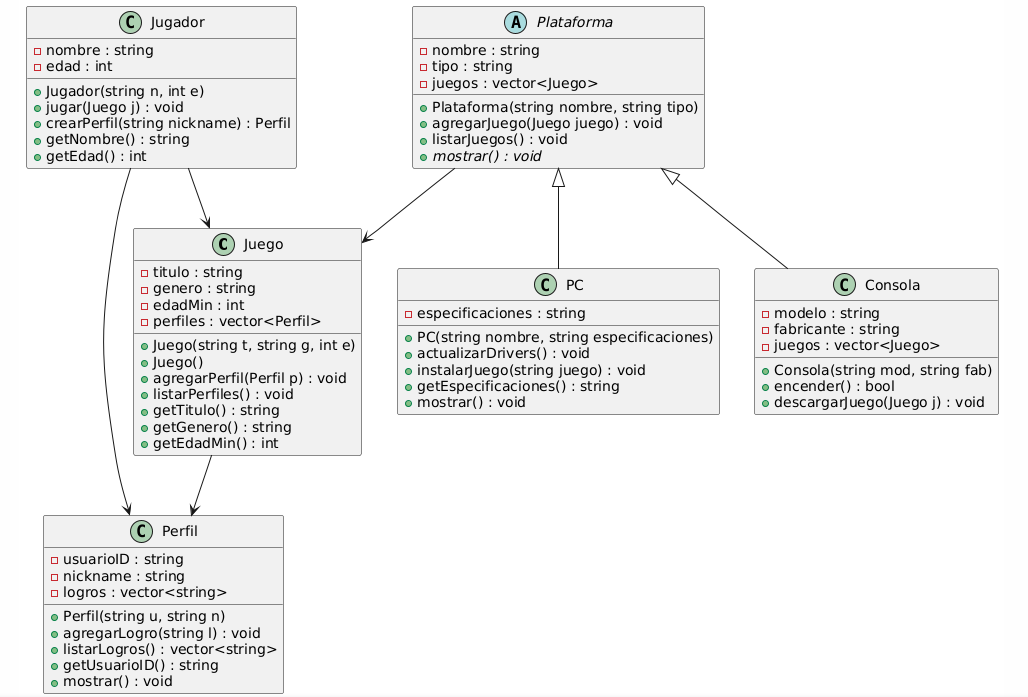 C Jugador
nombre : string
edad : int
Jugador(string n, int e)
jugar(Juego j) : void
crearPerfil(string nickname) : Perfil
getNombre() : string
getEdad() : int
A Plataforma
nombre : string
tipo : string
juegos : vector<Juego>
Plataforma(string nombre, string tipo)
agregarJuego(Juego juego) : void
listarJuegos() : void
mostrar() : void
C Juego
titulo : string
genero : string
edadMin : int
perfiles : vector<Perfil>
Juego(string t, string g, int e)
Juego()
agregarPerfil(Perfil p) : void
listarPerfiles() : void
getTitulo() : string
getGenero() : string
getEdadMin() : int
C PC
especificaciones : string
PC(string nombre, string especificaciones)
actualizarDrivers() : void
instalarJuego(string juego) : void
getEspecificaciones() : string
mostrar() : void
C Consola
modelo : string
fabricante : string
juegos : vector<Juego>
Consola(string mod, string fab)
encender() : bool
descargarJuego(Juego j) : void
C Perfil
usuarioID : string
nickname : string
logros : vector<string>
Perfil(string u, string n)
agregarLogro(string l) : void
listarLogros() : vector<string>
getUsuarioID() : string
mostrar() : void